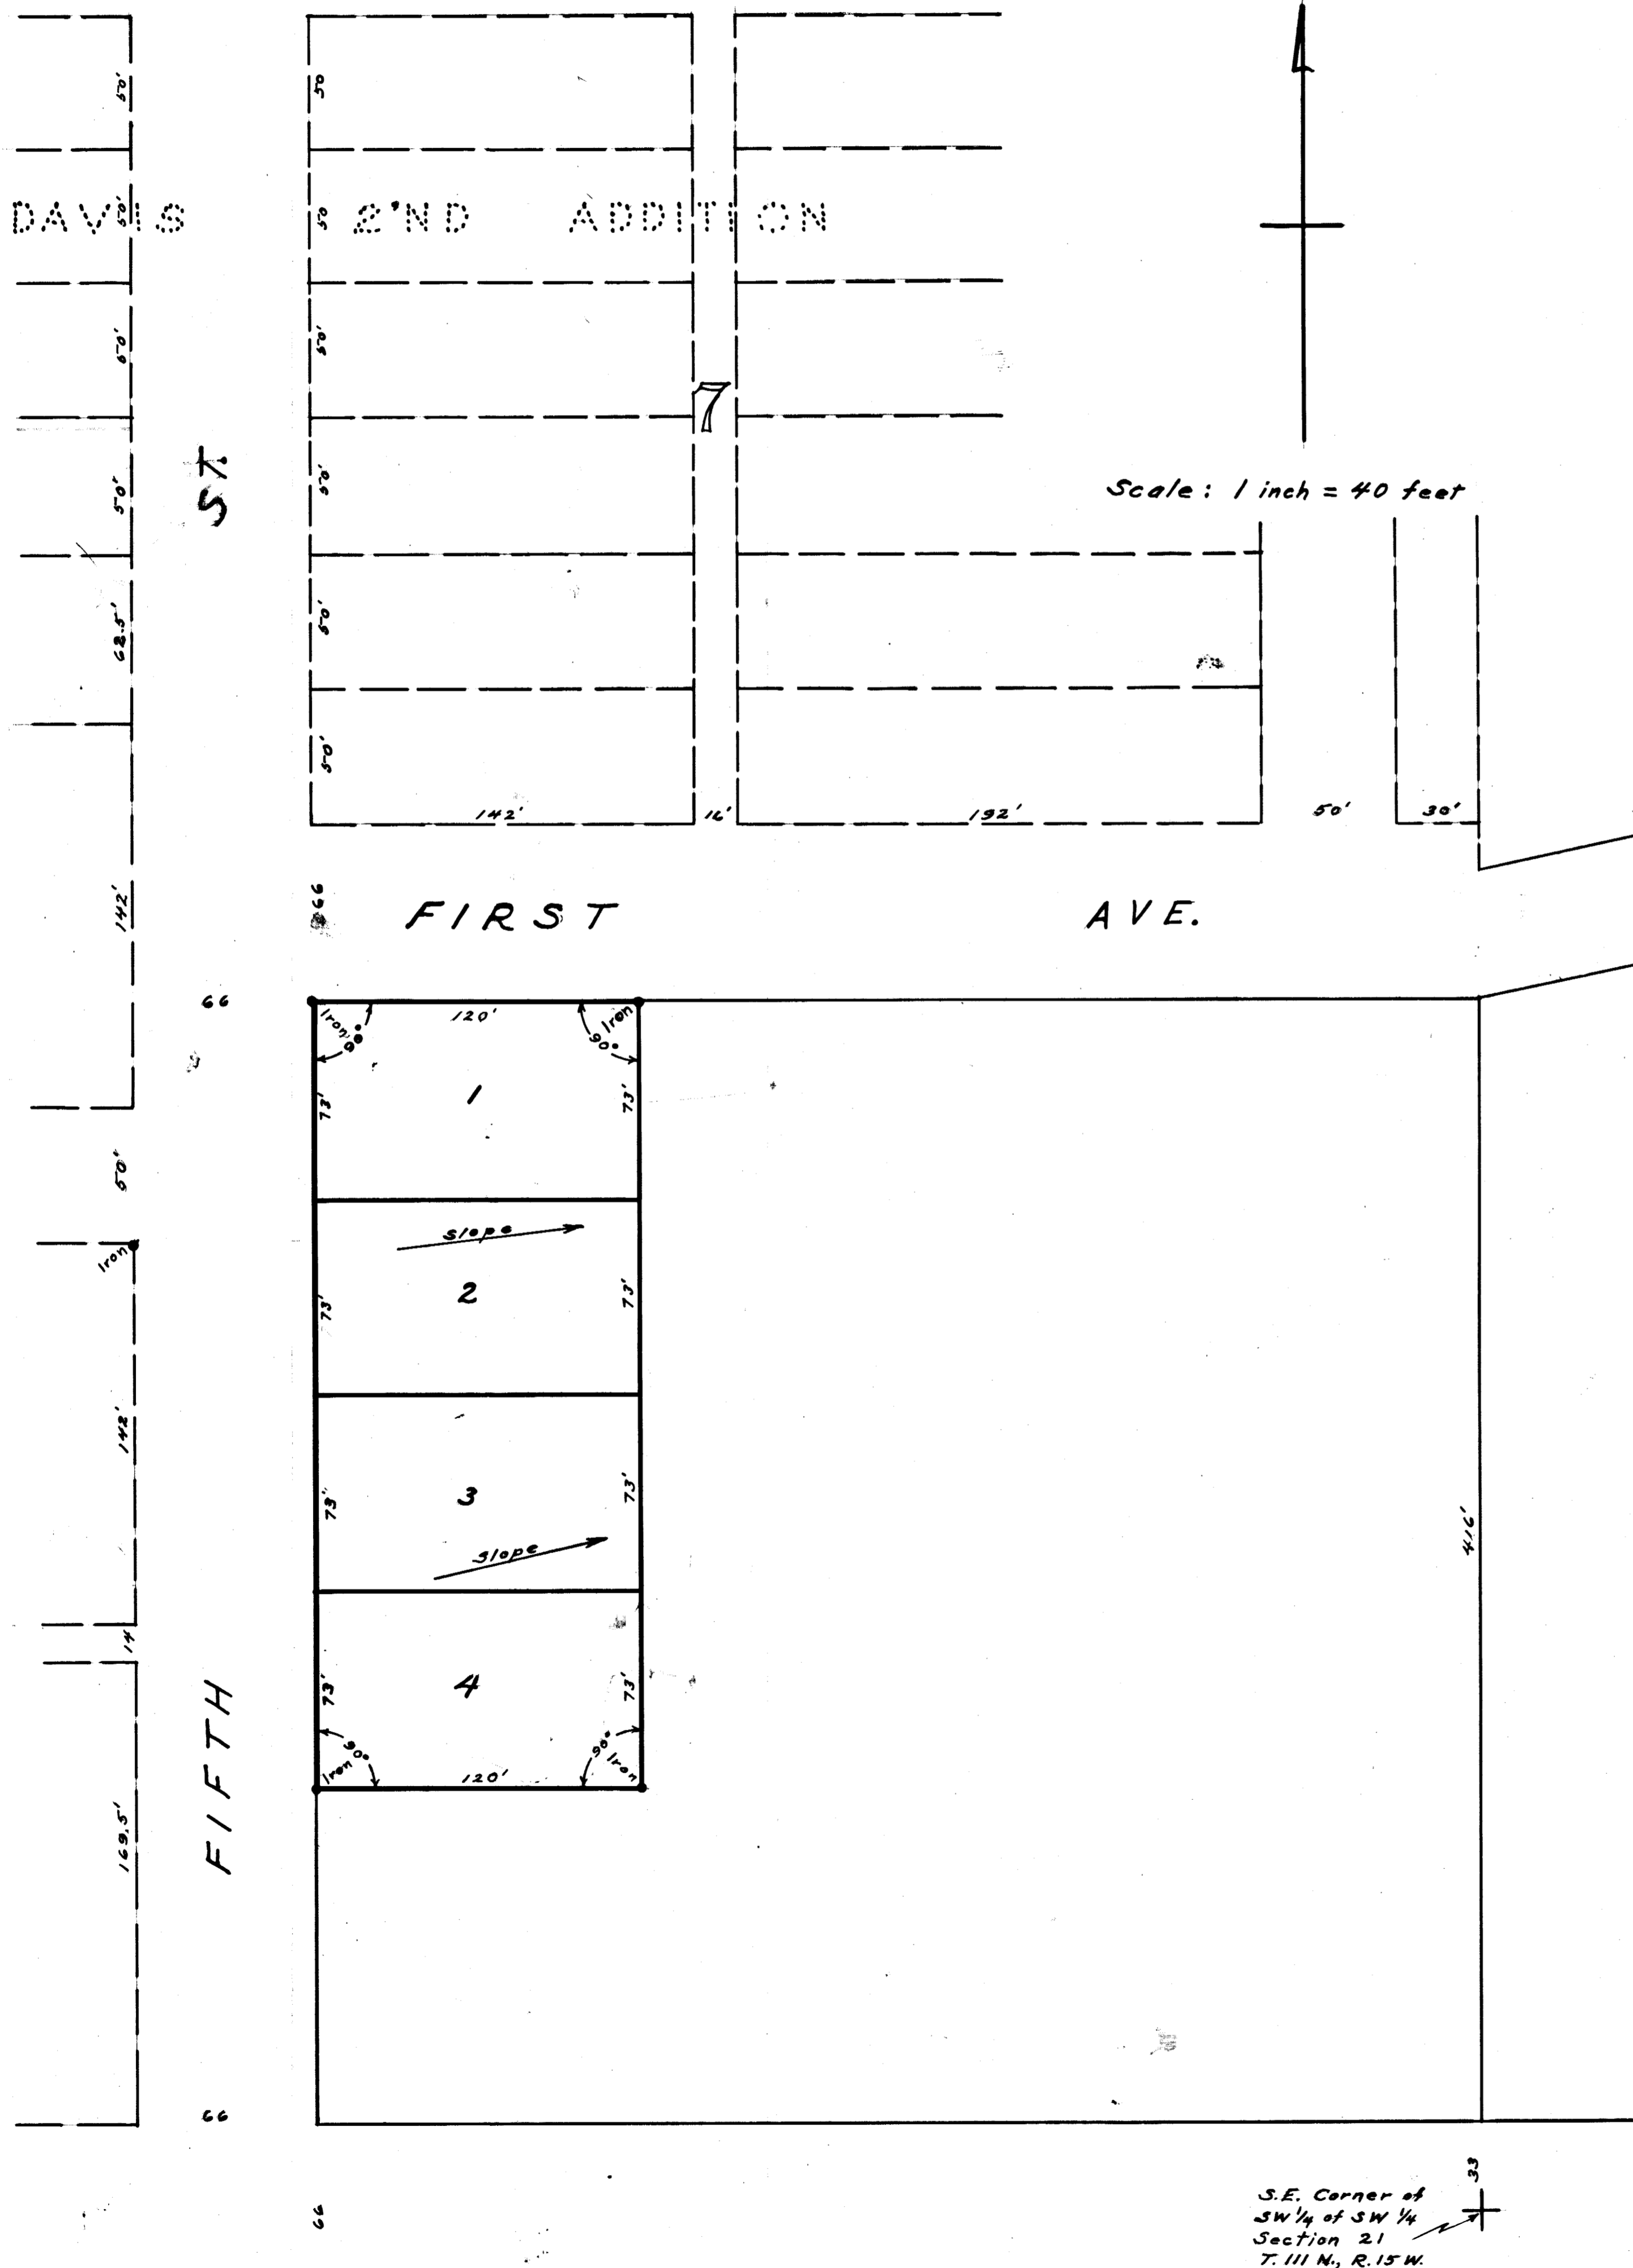 50'
50
DAVIS 2'ND ADDITION
50'
50
50'
50'
7
ST.
50'
50'
Scale: 1 inch = 40 feet
62.5'
50'
50'
142'
16'
192'
50'
30'
142'
66
FIRST AVE.
66
Iron
90°
120'
90°
Iron
73'
1
73'
50'
Iron
slope
2
73'
73'
142'
3
73'
73'
slope
416'
14
FIFTH
4
73'
73'
90°
Iron
120'
90°
Iron
169.5'
66
66
33
S.E. Corner of
SW 1/4 of SW 1/4
Section 21
T. 111 N., R. 15 W.